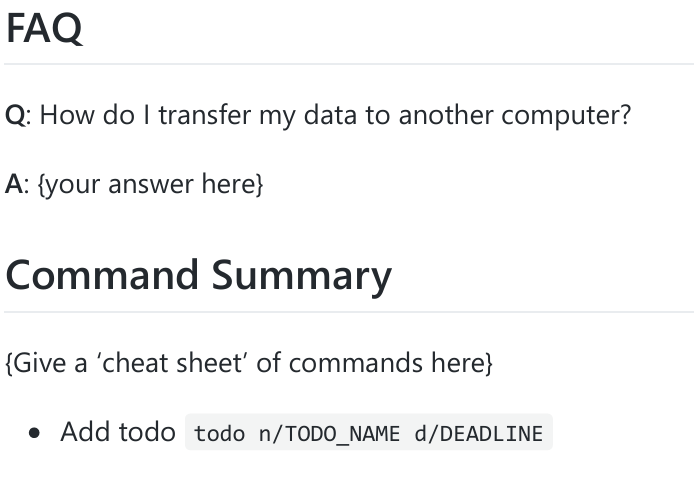 FAQ
Q: How do I transfer my data to another computer?
A: {your answer here}
Command Summary
{Give a ‘cheat sheet’ of commands here}
• Add todo todo n/TODO_NAME d/DEADLINE